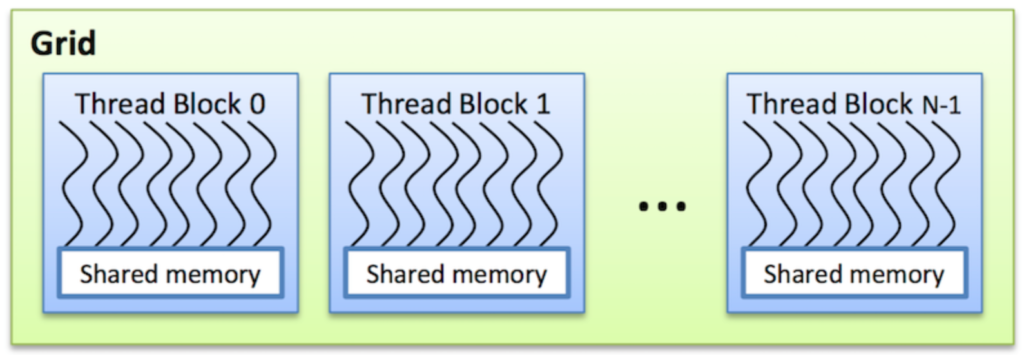 Grid
Thread Block 0
Thread Block 1
Thread Block N-1
...
Shared memory
Shared memory
Shared memory